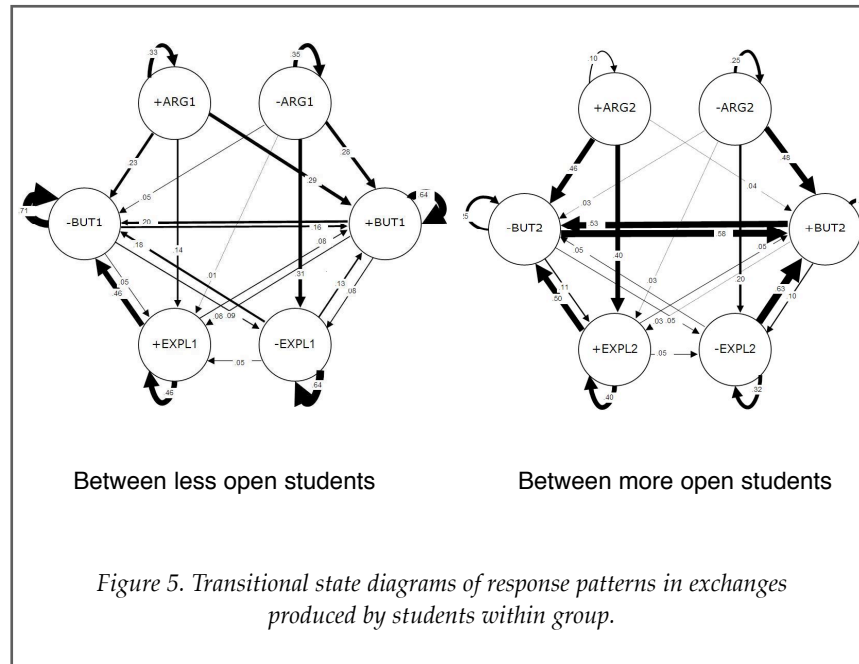 .33
.35
+ARG1
-ARG1
.23
.05
.29
.28
-BUT1
+BUT1
.71
.64
.20
.16
.18
.14
.08
.01
.31
.13
.05
.46
.08
.09
.08
+EXPL1
-EXPL1
.05
.46
.64
.10
.25
+ARG2
-ARG2
.46
.04
.48
.03
-BUT2
+BUT2
.53
.58
.05
.05
.40
.03
.20
.63
.11
.50
.03
.05
.10
+EXPL2
-EXPL2
.05
.40
.32
Between less open students
Between more open students
Figure 5. Transitional state diagrams of response patterns in exchanges
produced by students within group.